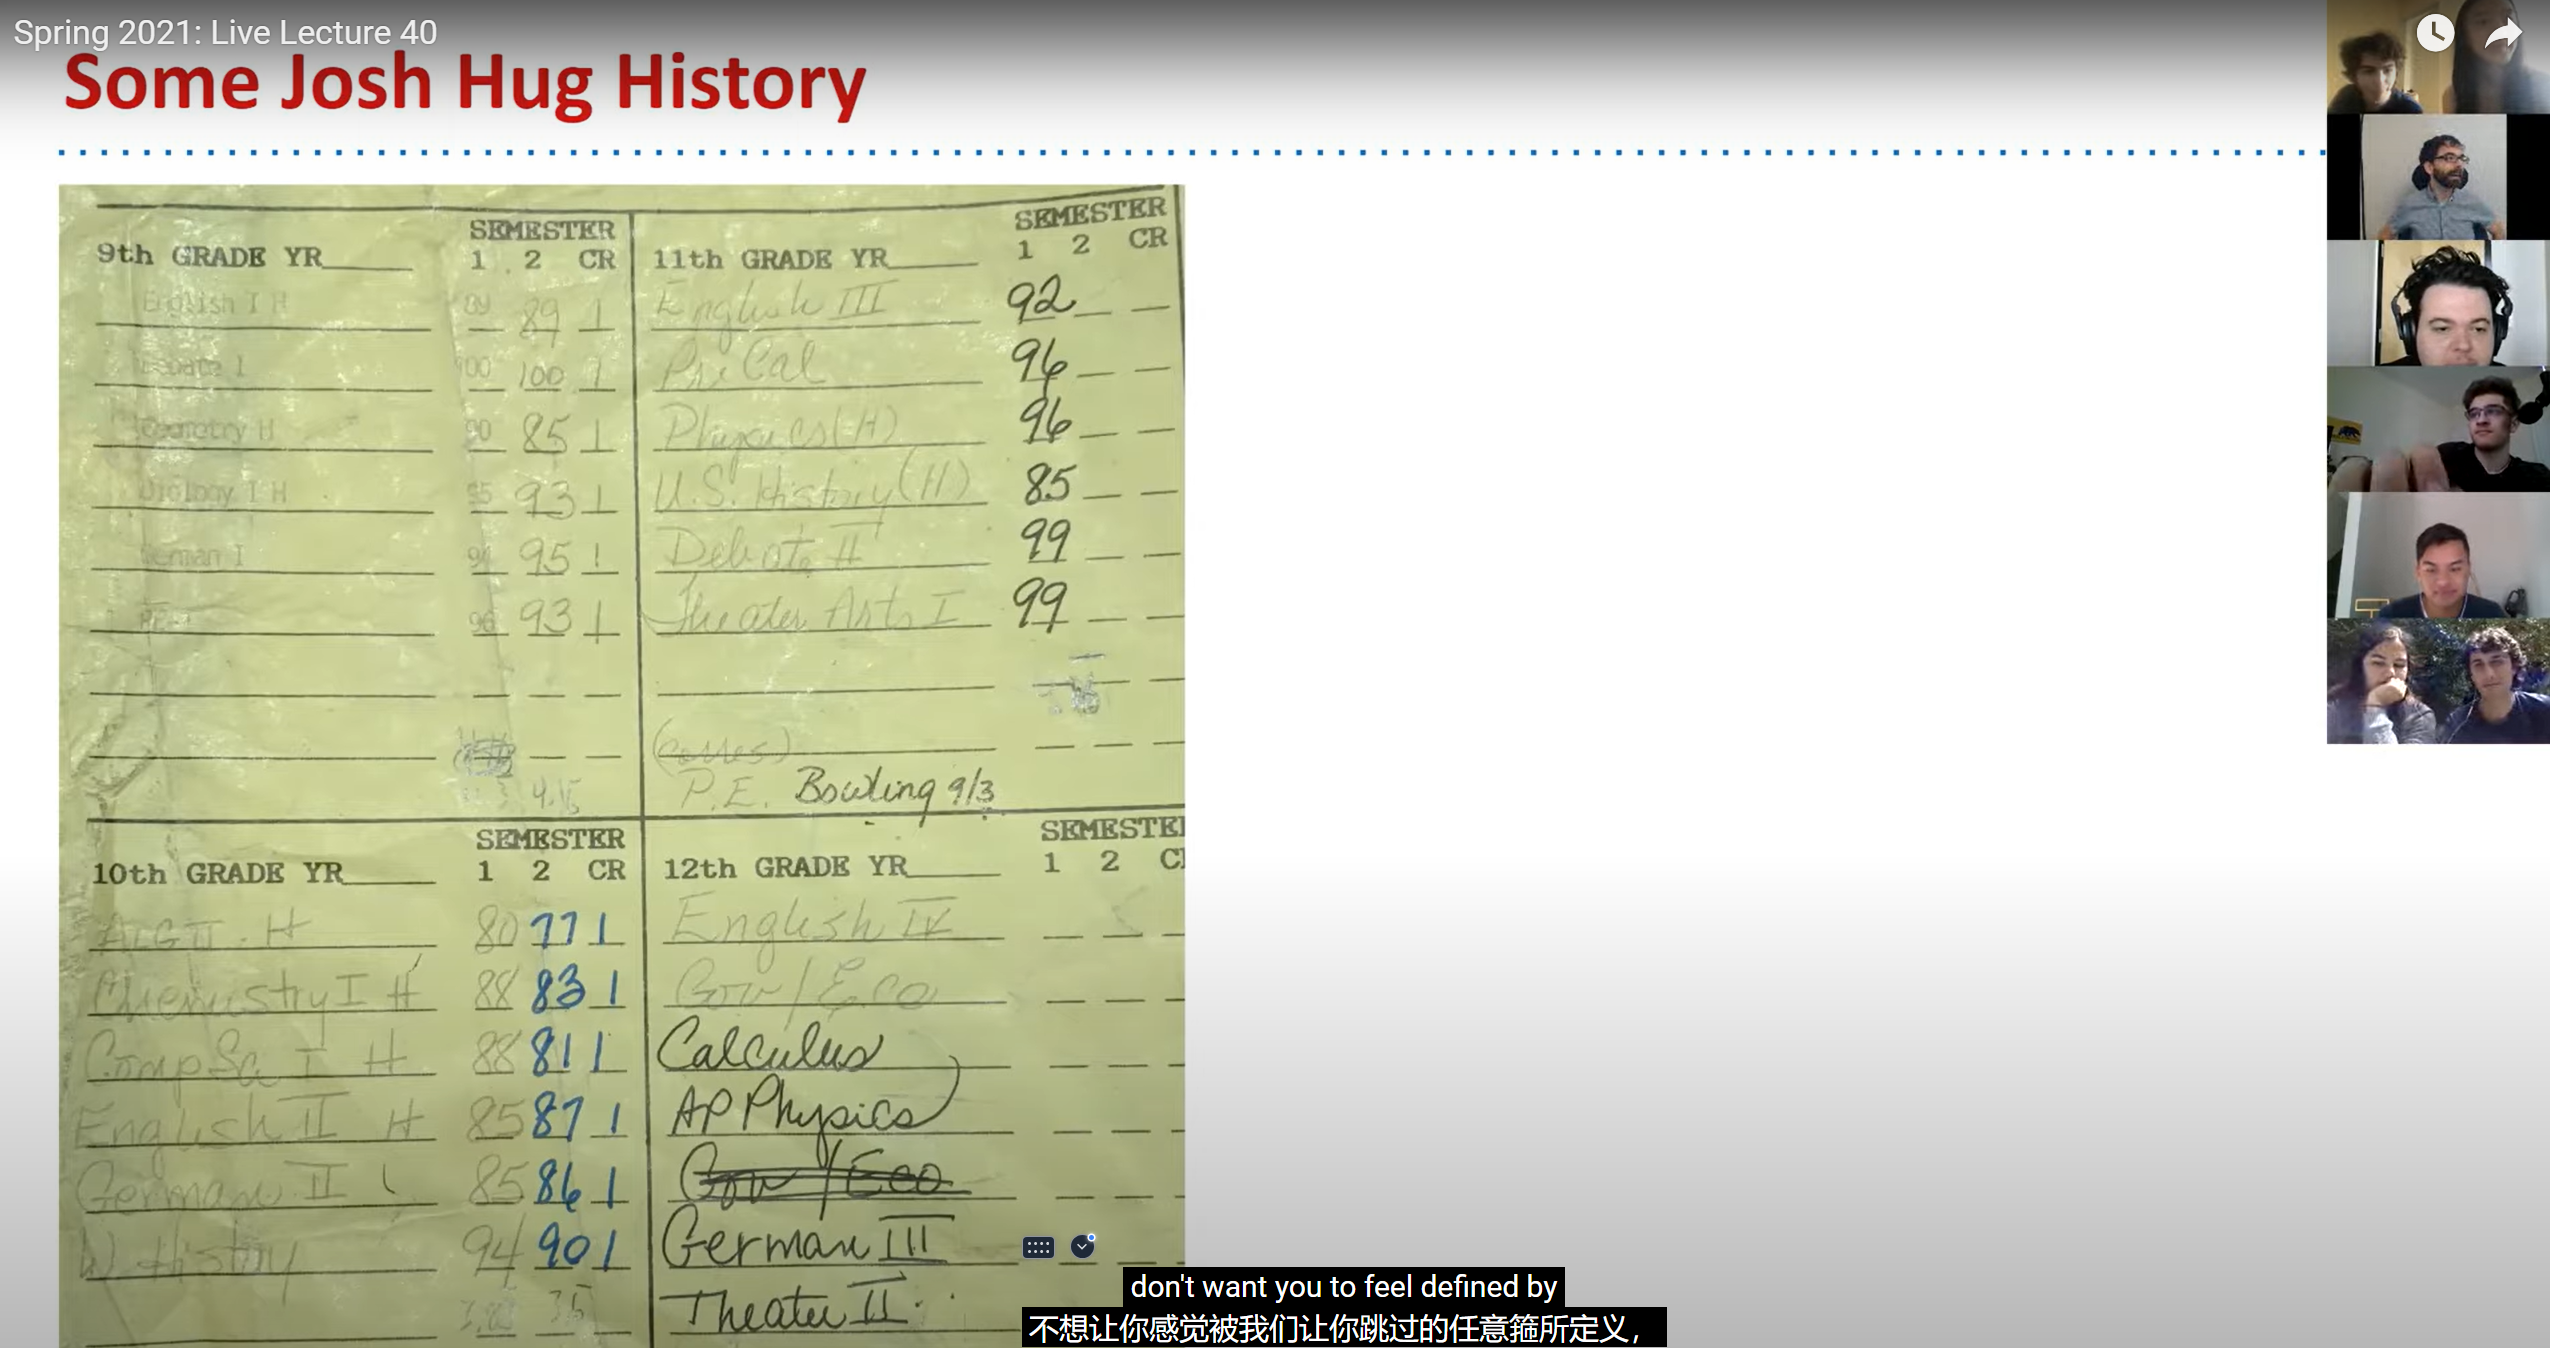 Spring 2021: Live Lecture 40
Some Josh Hug History
9th GRADE YR SEMESTER 1 2 CR
English I H 89 89 1
Debate I 100 100 1
Geometry H 90 85 1
Biology I H 95 93 1
German I 95 1
96 93 1
10th GRADE YR SEMESTER 1 2 CR
ALG II H 80 77 1
Chemistry I H 88 83 1
Comp Sci I H 88 81 1
English II H 85 87 1
German II 85 86 1
W. History 94 90 1
3.5
11th GRADE YR SEMESTER 1 2 CR
English III 92
Pre Cal 96
Physics (H) 96
U.S. History (H) 85
Debate II 99
Theater Arts I 99
(corres)
P.E. Bowling 9/3
12th GRADE YR SEMESTER 1 2
English IV
Gov/Eco
Calculus
AP Physics
Gov/Eco
German III
Theater II
don't want you to feel defined by
不想让你感觉被我们让你跳过的任意箍所定义，